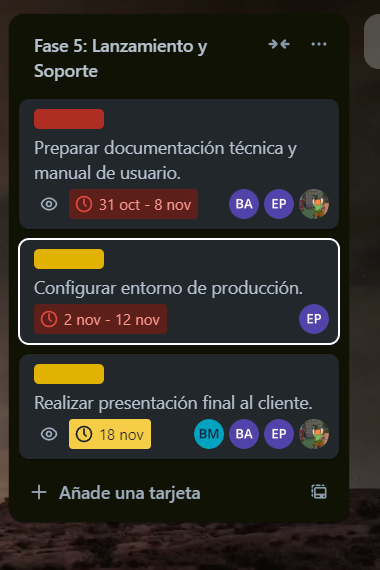 Fase 5: Lanzamiento y
Soporte
Preparar documentación técnica y
manual de usuario.
31 oct - 8 nov
BA
EP
Configurar entorno de producción.
2 nov - 12 nov
EP
Realizar presentación final al cliente.
18 nov
BM
BA
EP
Añade una tarjeta